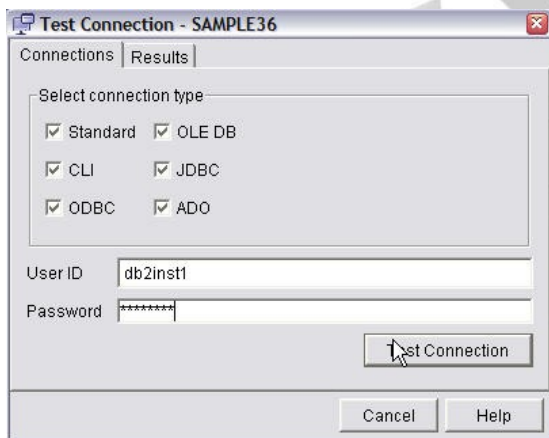 Test Connection - SAMPLE36
Connections Results
Select connection type
Standard OLE DB
CLI JDBC
ODBC ADO
User ID db2inst1
Password ********
Test Connection
Cancel Help